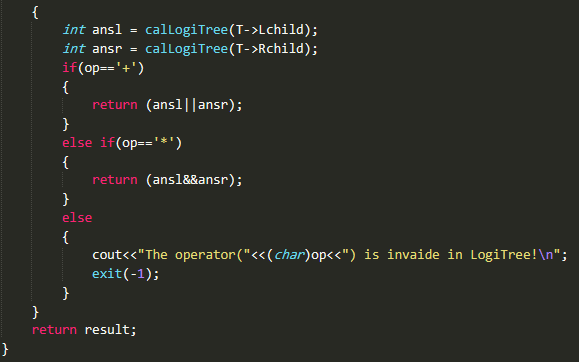 {
int ansl = calLogiTree(T->Lchild);
int ansr = calLogiTree(T->Rchild);
if(op=='+')
{
return (ansl||ansr);
}
else if(op=='*')
{
return (ansl&&ansr);
}
else
{
cout<<"The operator("<<(char)op<<") is invaide in LogiTree!\n";
exit(-1);
}
}
return result;
}